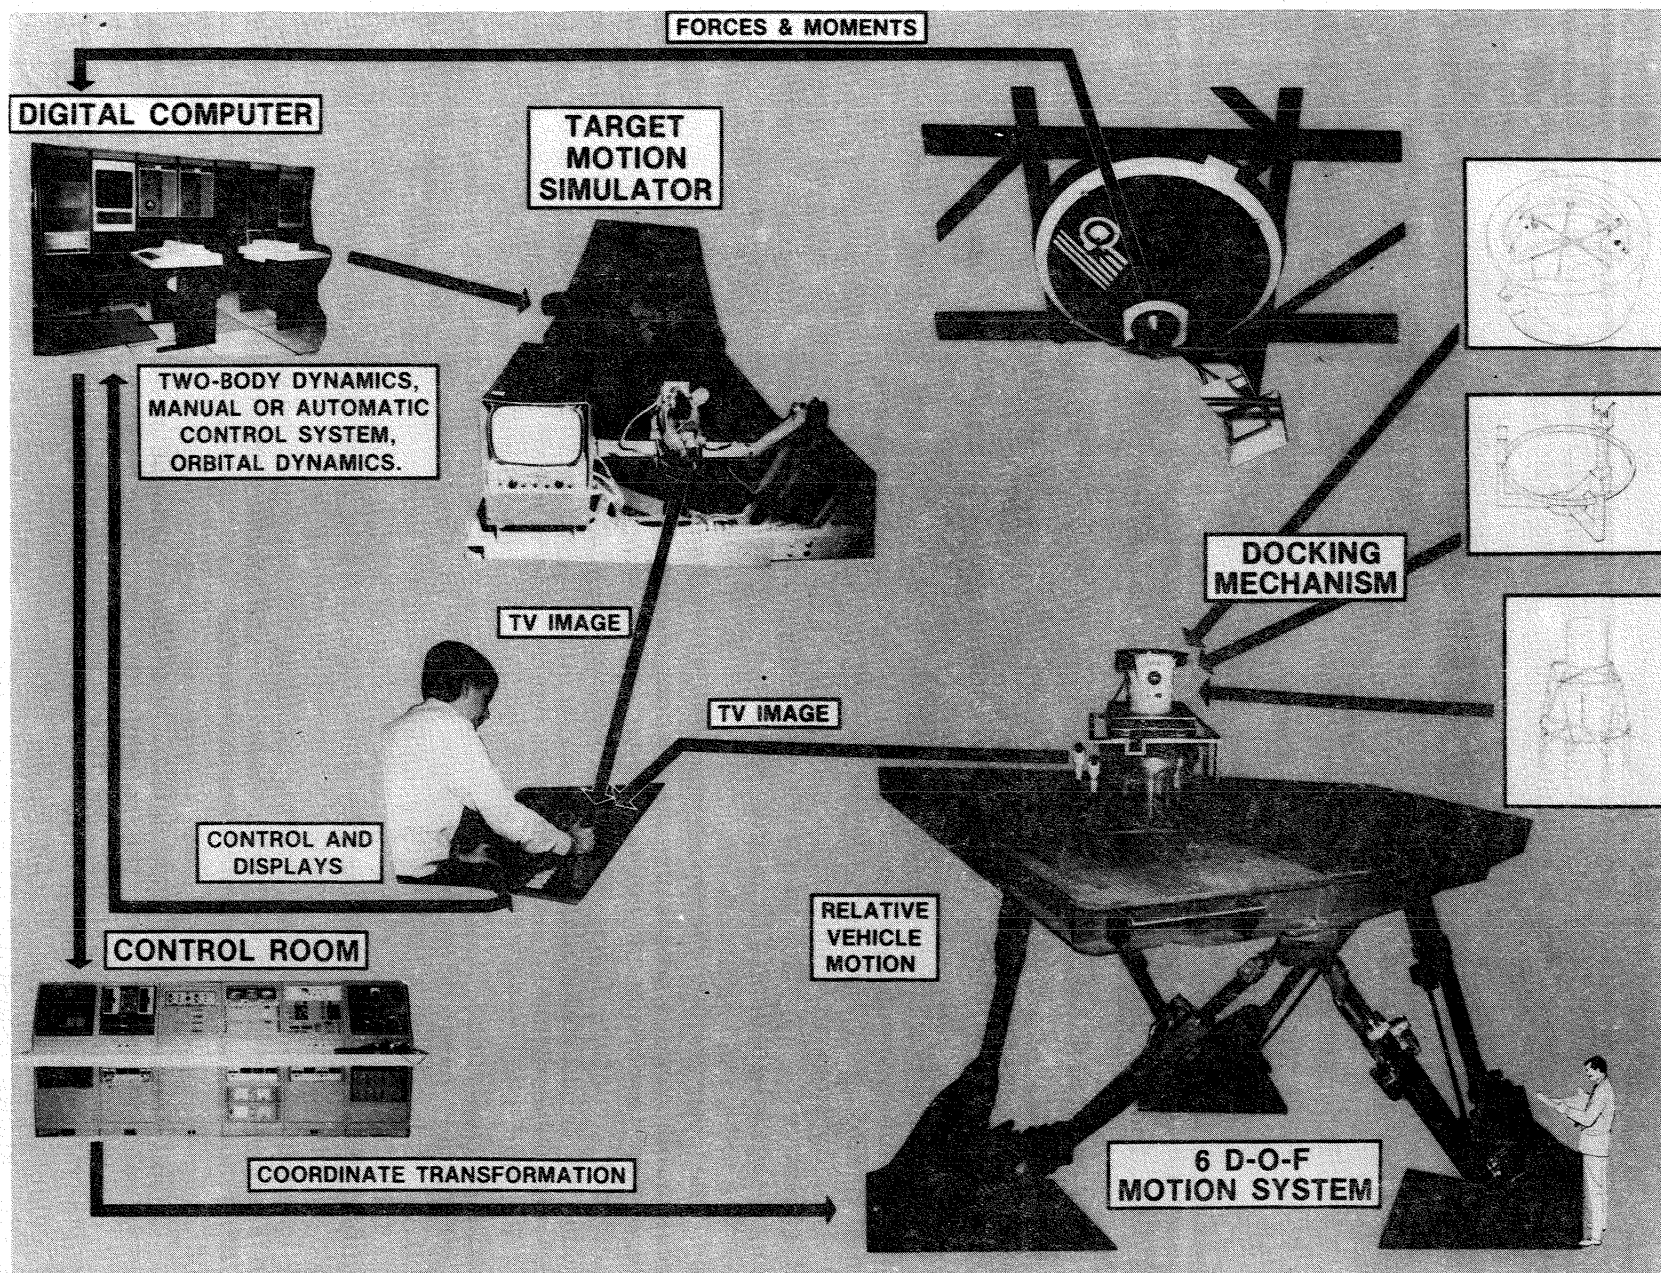 FORCES & MOMENTS
DIGITAL COMPUTER
TARGET
MOTION
SIMULATOR
TWO-BODY DYNAMICS,
MANUAL OR AUTOMATIC
CONTROL SYSTEM,
ORBITAL DYNAMICS.
DOCKING
MECHANISM
TV IMAGE
TV IMAGE
CONTROL AND
DISPLAYS
RELATIVE
VEHICLE
MOTION
CONTROL ROOM
6 D-O-F
MOTION SYSTEM
COORDINATE TRANSFORMATION